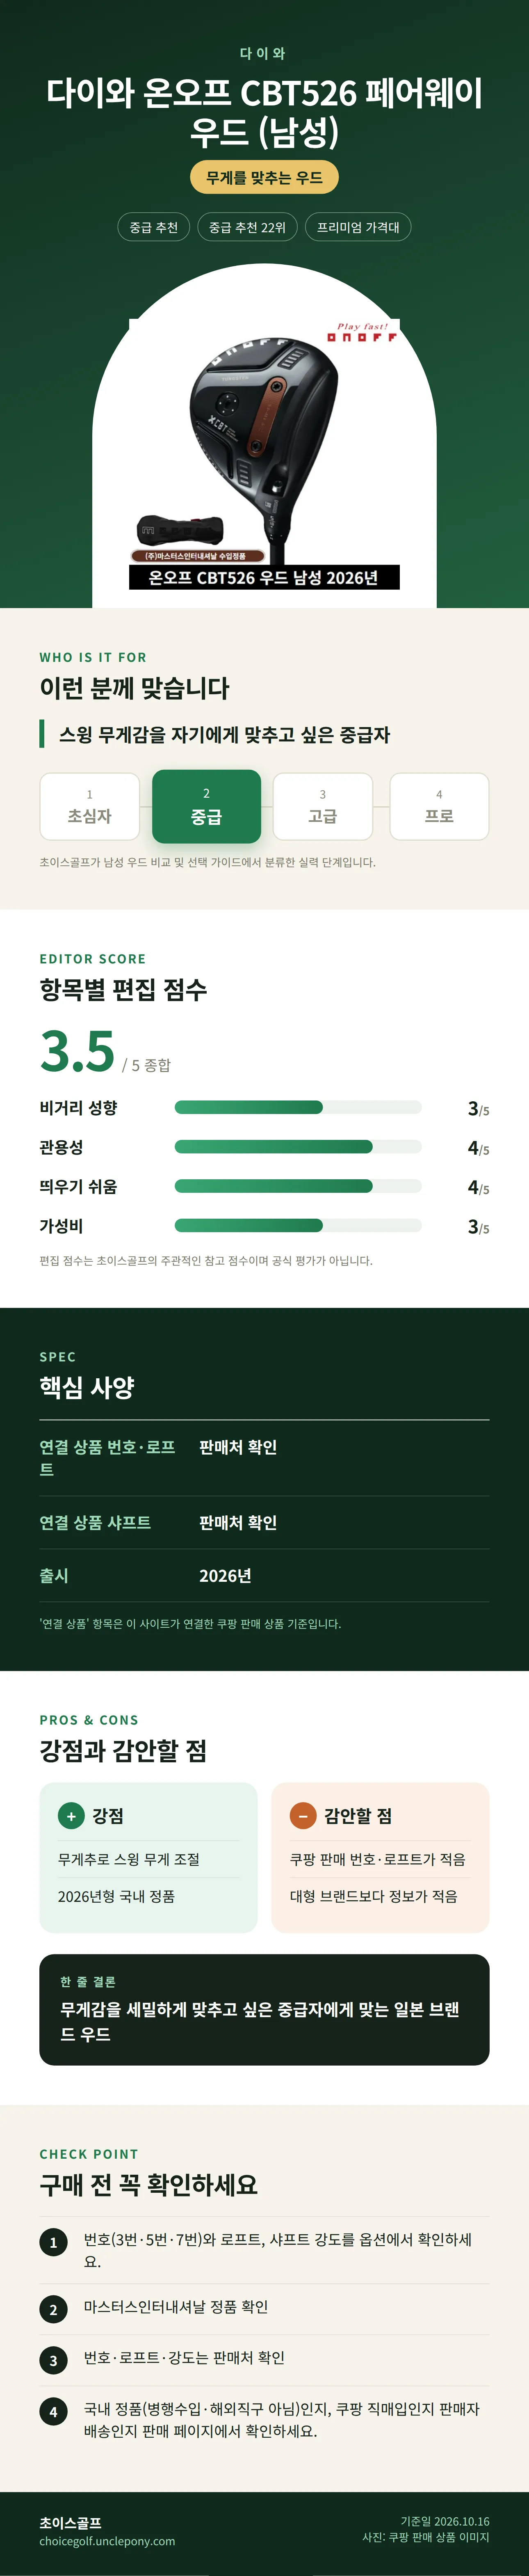 다이와
다이와 온오프 CBT526 페어웨이
우드 (남성)
무게를 맞추는 우드
중급 추천
중급 추천 22위
프리미엄 가격대
Play fast!
ONOFF
ONOFF
XCBT
(주)마스터스인터내셔날 수입정품
온오프 CBT526 우드 남성 2026년
WHO IS IT FOR
이런 분께 맞습니다
스윙 무게감을 자기에게 맞추고 싶은 중급자
1
초심자
2
중급
3
고급
4
프로
초이스골프가 남성 우드 비교 및 선택 가이드에서 분류한 실력 단계입니다.
EDITOR SCORE
항목별 편집 점수
3.5 / 5 종합
비거리 성향 3/5
관용성 4/5
띄우기 쉬움 4/5
가성비 3/5
편집 점수는 초이스골프의 주관적인 참고 점수이며 공식 평가가 아닙니다.
SPEC
핵심 사양
연결 상품 번호·로프
트
판매처 확인
연결 상품 샤프트 판매처 확인
출시 2026년
'연결 상품' 항목은 이 사이트가 연결한 쿠팡 판매 상품 기준입니다.
PROS & CONS
강점과 감안할 점
+ 강점
무게추로 스윙 무게 조절
2026년형 국내 정품
− 감안할 점
쿠팡 판매 번호·로프트가 적음
대형 브랜드보다 정보가 적음
한 줄 결론
무게감을 세밀하게 맞추고 싶은 중급자에게 맞는 일본 브랜
드 우드
CHECK POINT
구매 전 꼭 확인하세요
1 번호(3번·5번·7번)와 로프트, 샤프트 강도를 옵션에서 확인하세
요.
2 마스터스인터내셔날 정품 확인
3 번호·로프트·강도는 판매처 확인
4 국내 정품(병행수입·해외직구 아님)인지, 쿠팡 직매입인지 판매자
배송인지 판매 페이지에서 확인하세요.
초이스골프
choicegolf.unclepony.com
기준일 2026.10.16
사진: 쿠팡 판매 상품 이미지